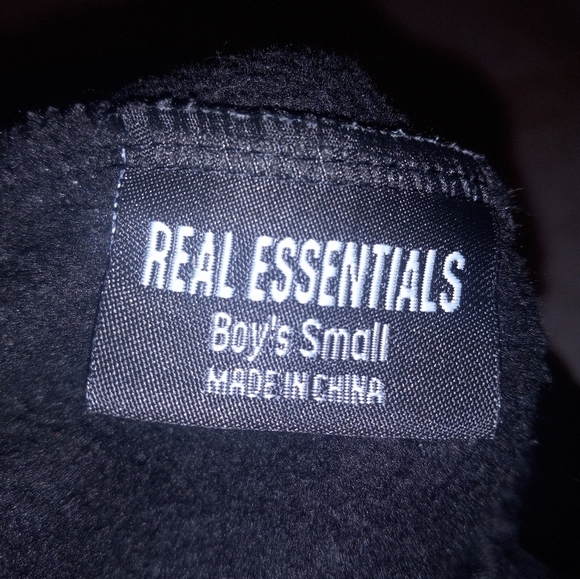 REAL ESSENTIALS
Boy's Small
MADE IN CHINA